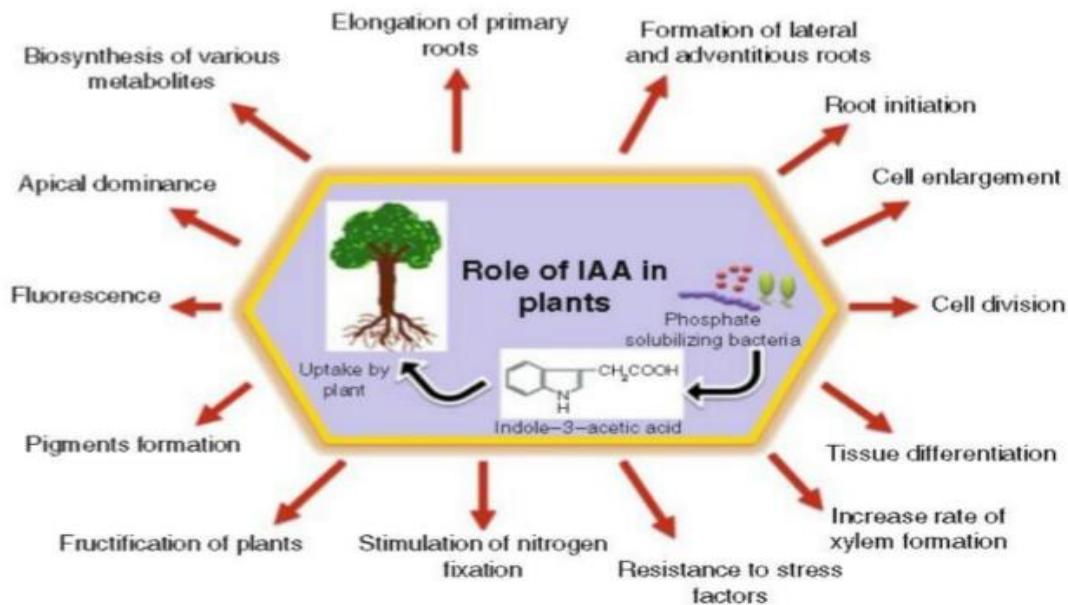 Elongation of primary
roots
Formation of lateral
and adventitious roots
Biosynthesis of various
metabolites
Root initiation
Apical dominance
Cell enlargement
Fluorescence
Cell division
Role of IAA in
plants
Phosphate
solubilizing bacteria
Uptake by
plant
CH2COOH
N
H
Indole-3-acetic acid
Pigments formation
Tissue differentiation
Fructification of plants
Stimulation of nitrogen
fixation
Resistance to stress
factors
Increase rate of
xylem formation